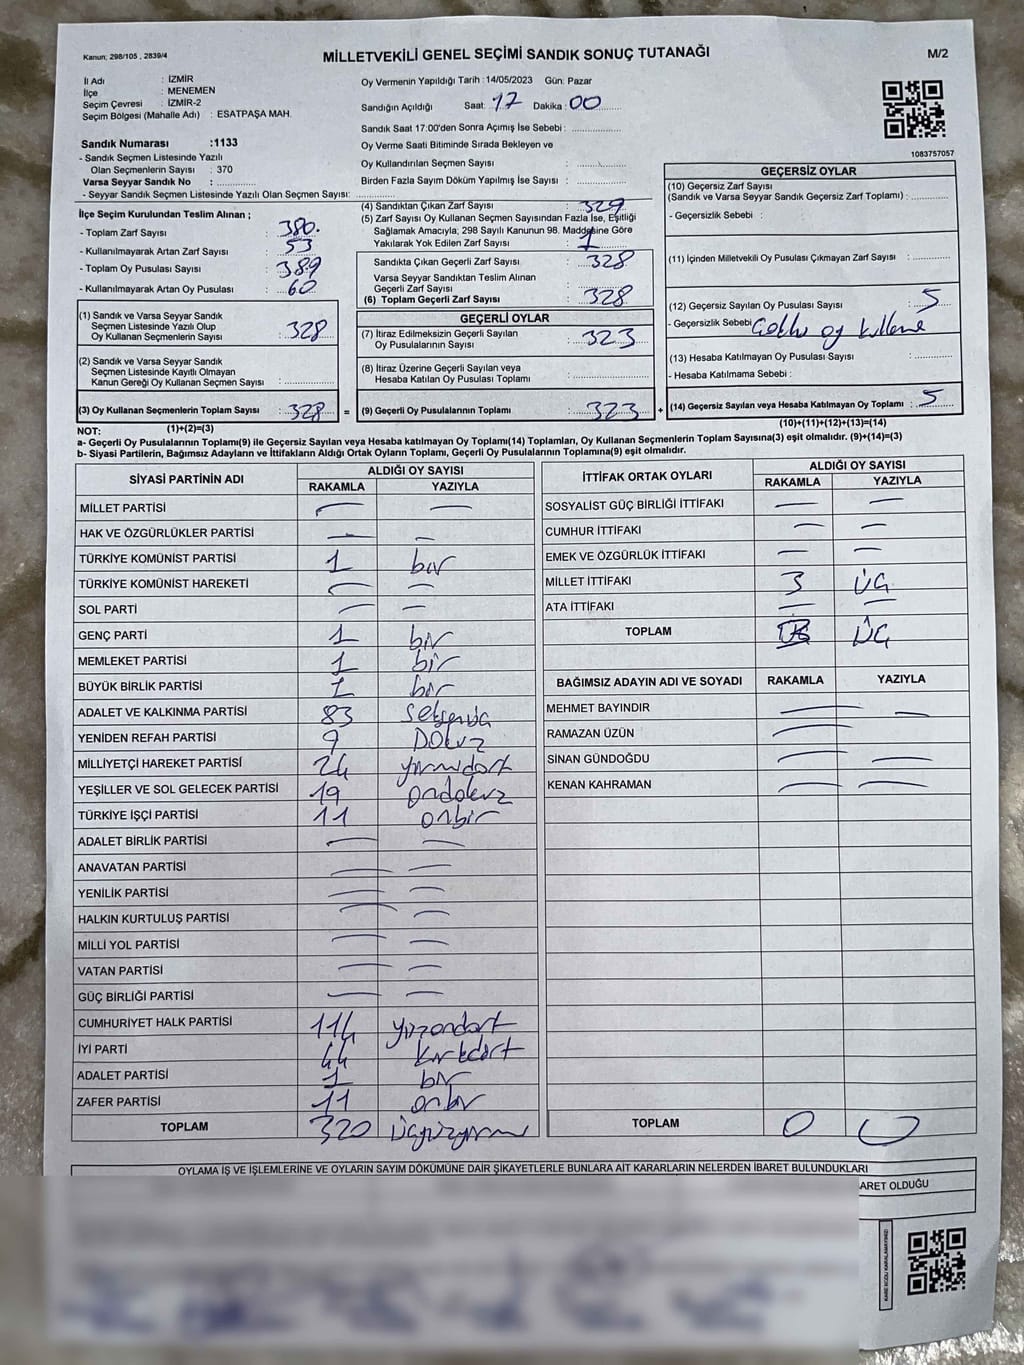 Kanun; 298/105 , 2839/4
MİLLETVEKİLİ GENEL SEÇİMİ SANDIK SONUÇ TUTANAĞI
M/2
İl Adı : İZMİR
İlçe : MENEMEN
Seçim Çevresi : İZMİR-2
Seçim Bölgesi (Mahalle Adı) : ESATPAŞA MAH.
Oy Vermenin Yapıldığı Tarih : 14/05/2023 Gün: Pazar
Sandığın Açıldığı Saat: 17 Dakika: 00
Sandık Saat 17:00'den Sonra Açımış İse Sebebi: ..................
Oy Verme Saati Bitiminde Sırada Bekleyen ve
Oy Kullandırılan Seçmen Sayısı : ............
Birden Fazla Sayım Döküm Yapılmış İse Sayısı : ............
1083757057
Sandık Numarası :1133
- Sandık Seçmen Listesinde Yazılı
Olan Seçmenlerin Sayısı : 370
Varsa Seyyar Sandık No : ............
- Seyyar Sandık Seçmen Listesinde Yazılı Olan Seçmen Sayısı: ............
İlçe Seçim Kurulundan Teslim Alınan ;
- Toplam Zarf Sayısı : 380.
- Kullanılmayarak Artan Zarf Sayısı : 53
- Toplam Oy Pusulası Sayısı : 389
- Kullanılmayarak Artan Oy Pusulası : 60
(1) Sandık ve Varsa Seyyar Sandık
Seçmen Listesinde Yazılı Olup
Oy Kullanan Seçmenlerin Sayısı : 328
(2) Sandık ve Varsa Seyyar Sandık
Seçmen Listesinde Kayıtlı Olmayan
Kanun Gereği Oy Kullanan Seçmen Sayısı : ............
(3) Oy Kullanan Seçmenlerin Toplam Sayısı : 328 =
(4) Sandıktan Çıkan Zarf Sayısı : 329
(5) Zarf Sayısı Oy Kullanan Seçmen Sayısından Fazla İse, Eşitliği
Sağlamak Amacıyla; 298 Sayılı Kanunun 98. Maddesine Göre
Yakılarak Yok Edilen Zarf Sayısı : 1
Sandıkta Çıkan Geçerli Zarf Sayısı : 328
Varsa Seyyar Sandıktan Teslim Alınan
Geçerli Zarf Sayısı : ............
(6) Toplam Geçerli Zarf Sayısı : 328
GEÇERLİ OYLAR
(7) İtiraz Edilmeksizin Geçerli Sayılan
Oy Pusulalarının Sayısı : 323
(8) İtiraz Üzerine Geçerli Sayılan veya
Hesaba Katılan Oy Pusulası Toplamı : ............
(9) Geçerli Oy Pusulalarının Toplamı : 323 +
GEÇERSİZ OYLAR
(10) Geçersiz Zarf Sayısı
(Sandık ve Varsa Seyyar Sandık Geçersiz Zarf Toplamı) : ............
- Geçersizlik Sebebi :
(11) İçinden Milletvekili Oy Pusulası Çıkmayan Zarf Sayısı : ............
(12) Geçersiz Sayılan Oy Pusulası Sayısı : 5
- Geçersizlik Sebebi : oy
(13) Hesaba Katılmayan Oy Pusulası Sayısı : ............
- Hesaba Katılmama Sebebi :
(14) Geçersiz Sayılan veya Hesaba Katılmayan Oy Toplamı : 5
NOT: (1)+(2)=(3)
(10)+(11)+(12)+(13)=(14)
a- Geçerli Oy Pusulalarının Toplamı(9) ile Geçersiz Sayılan veya Hesaba katılmayan Oy Toplamı(14) Toplamları, Oy Kullanan Seçmenlerin Toplam Sayısına(3) eşit olmalıdır. (9)+(14)=(3)
b- Siyasi Partilerin, Bağımsız Adayların ve İttifakların Aldığı Ortak Oyların Toplamı, Geçerli Oy Pusulalarının Toplamına(9) eşit olmalıdır.
SİYASİ PARTİNİN ADI ALDIĞI OY SAYISI
RAKAMLA YAZIYLA
MİLLET PARTİSİ — —
HAK VE ÖZGÜRLÜKLER PARTİSİ — —
TÜRKİYE KOMÜNİST PARTİSİ 1 bir
TÜRKİYE KOMÜNİST HAREKETİ — —
SOL PARTİ — —
GENÇ PARTİ 1 bir
MEMLEKET PARTİSİ 1 bir
BÜYÜK BİRLİK PARTİSİ 1 bir
ADALET VE KALKINMA PARTİSİ 83
YENİDEN REFAH PARTİSİ 9 Dokuz
MİLLİYETÇİ HAREKET PARTİSİ 24 yirmidört
YEŞİLLER VE SOL GELECEK PARTİSİ 19 ondokuz
TÜRKİYE İŞÇİ PARTİSİ 11 onbir
ADALET BİRLİK PARTİSİ — —
ANAVATAN PARTİSİ — —
YENİLİK PARTİSİ — —
HALKIN KURTULUŞ PARTİSİ — —
MİLLİ YOL PARTİSİ — —
VATAN PARTİSİ — —
GÜÇ BİRLİĞİ PARTİSİ — —
CUMHURİYET HALK PARTİSİ 114 yüzondört
İYİ PARTİ 44 kırkdört
ADALET PARTİSİ 1 bir
ZAFER PARTİSİ 11 onbir
TOPLAM 320 üçyüzyirmi
İTTİFAK ORTAK OYLARI ALDIĞI OY SAYISI
RAKAMLA YAZIYLA
SOSYALİST GÜÇ BİRLİĞİ İTTİFAKI — —
CUMHUR İTTİFAKI — —
EMEK VE ÖZGÜRLÜK İTTİFAKI — —
MİLLET İTTİFAKI 3 ÜÇ
ATA İTTİFAKI — —
TOPLAM ÜÇ
BAĞIMSIZ ADAYIN ADI VE SOYADI RAKAMLA YAZIYLA
MEHMET BAYINDIR — —
RAMAZAN ÜZÜN —
SİNAN GÜNDOĞDU — —
KENAN KAHRAMAN — —
TOPLAM 0
OYLAMA İŞ VE İŞLEMLERİNE VE OYLARIN SAYIM DÖKÜMÜNE DAİR ŞİKAYETLERLE BUNLARA AİT KARARLARIN NELERDEN İBARET BULUNDUKLARI
ARET OLDUĞU
KARE KODU KARALAMAYINIZ!